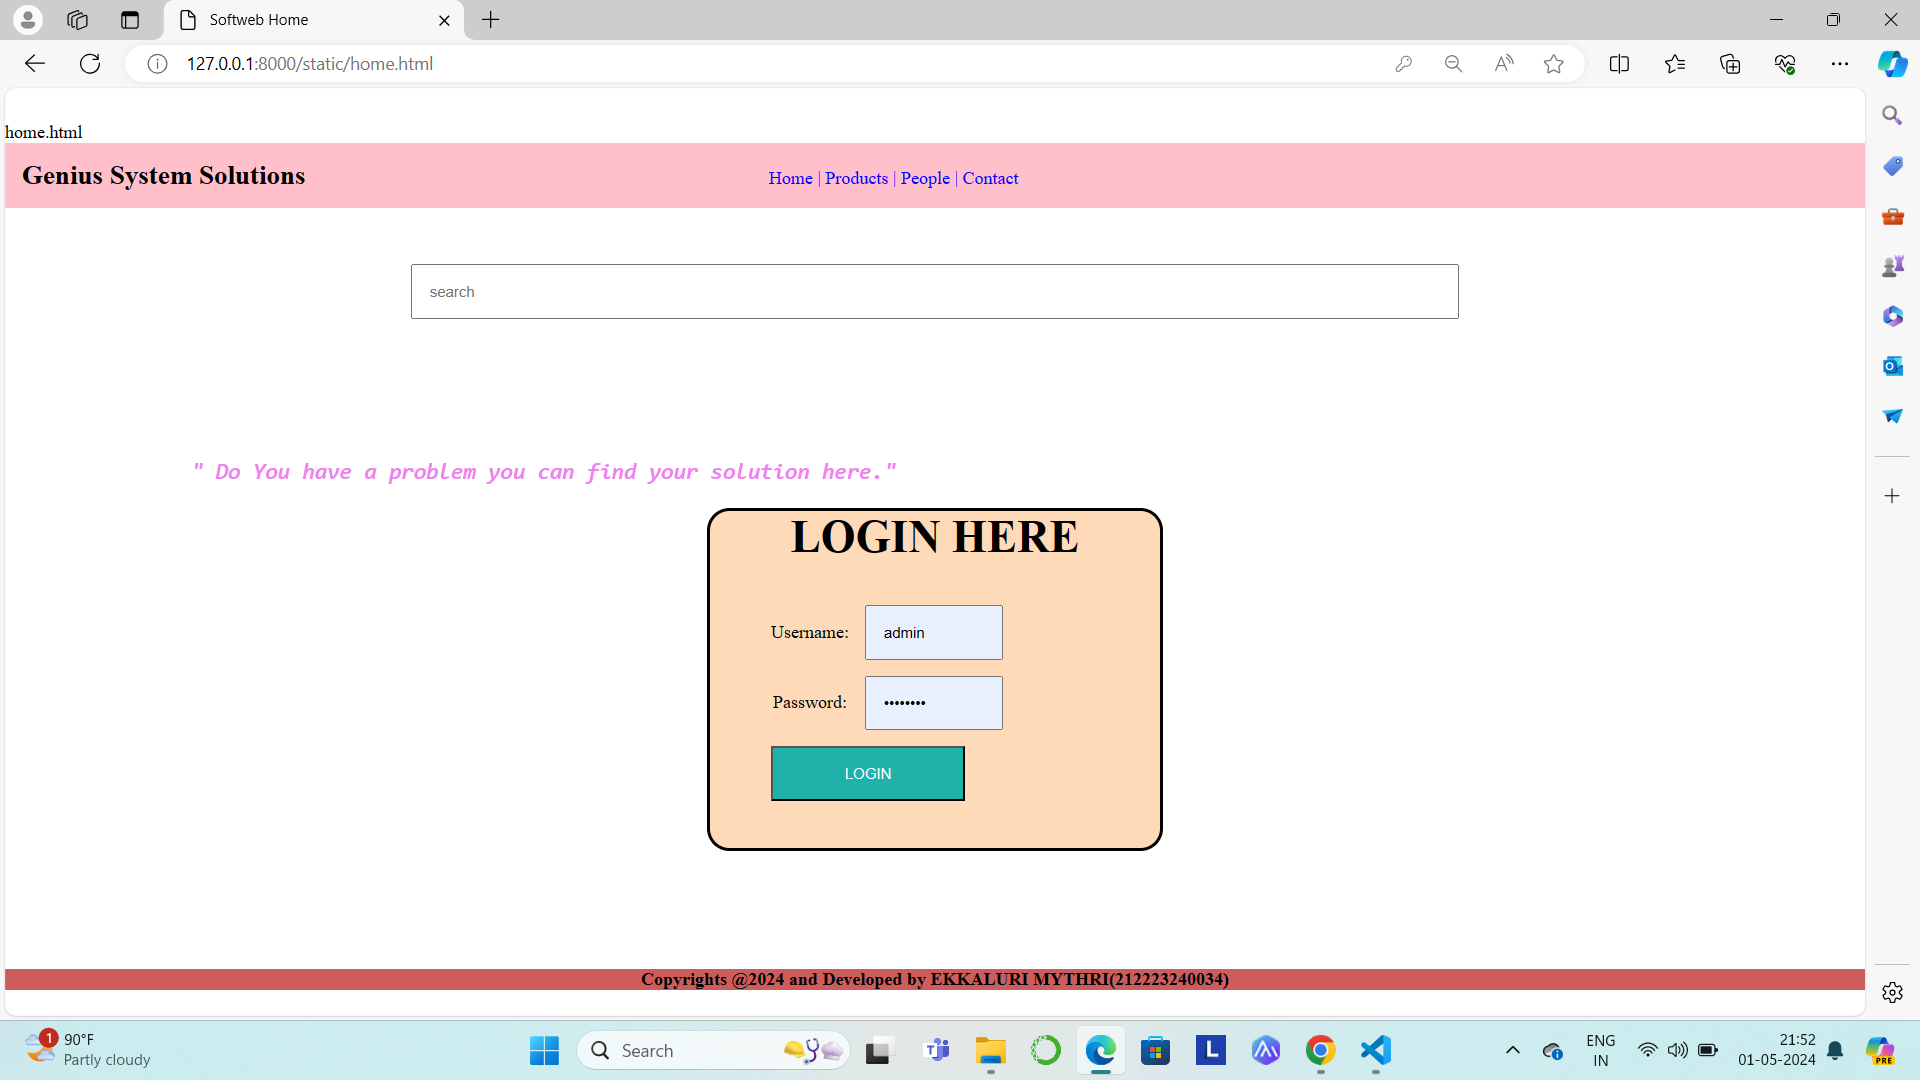 Softweb Home
127.0.0.1:8000/static/home.html
home.html
Genius System Solutions
Home | Products | People | Contact
search
" Do You have a problem you can find your solution here."
LOGIN HERE
Username: admin
Password: ••••••••
LOGIN
Copyrights @2024 and Developed by EKKALURI MYTHRI(212223240034)
1
90°F
Partly cloudy
Search
L
ENG
IN
21:52
01-05-2024
PRE